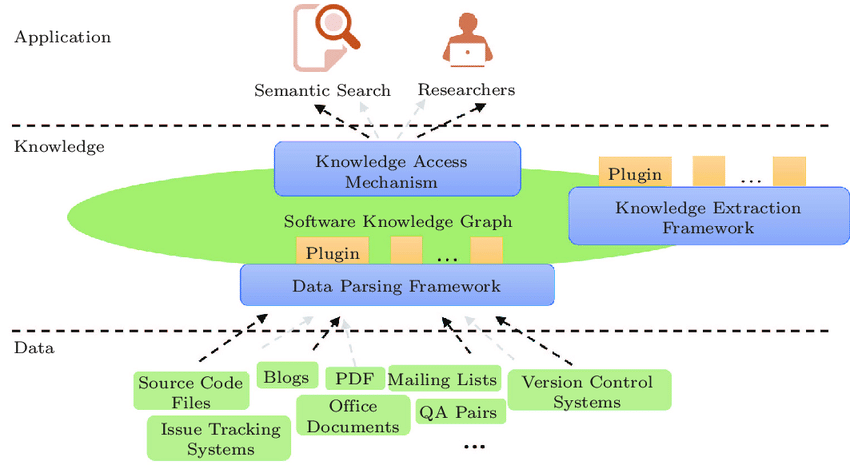 Application
Semantic Search
Researchers
Knowledge
Knowledge Access
Mechanism
Plugin
...
Knowledge Extraction
Framework
Software Knowledge Graph
Plugin
...
Data Parsing Framework
Data
Source Code
Files
Blogs
PDF
Mailing Lists
Version Control
Systems
Issue Tracking
Systems
Office
Documents
QA Pairs
...